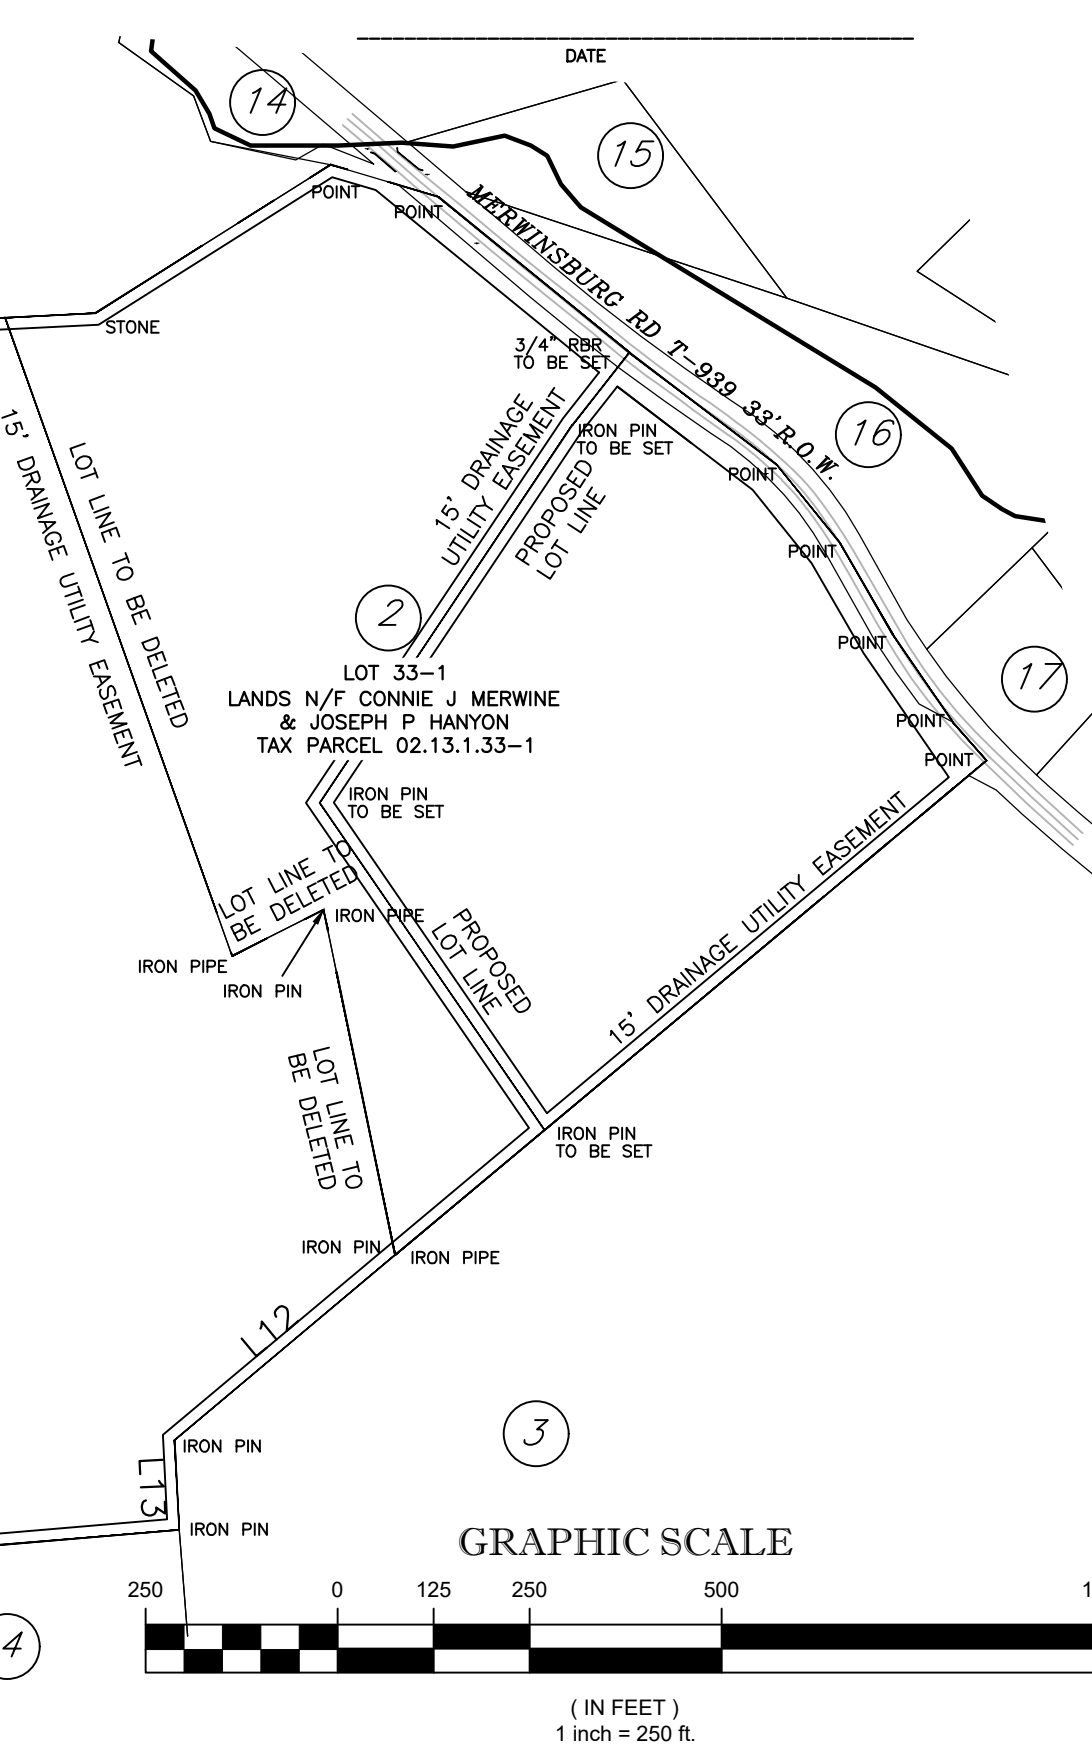 DATE
14
15
POINT
POINT
MERWINSBURG RD T-939 33'R.O.W.
STONE
3/4" RBR
TO BE SET
15' DRAINAGE
UTILITY EASEMENT
IRON PIN
TO BE SET
16
PROPOSED
LOT LINE
POINT
15' DRAINAGE UTILITY EASEMENT
LOT LINE TO BE DELETED
POINT
2
POINT
17
LOT 33-1
LANDS N/F CONNIE J MERWINE
& JOSEPH P HANYON
TAX PARCEL 02.13.1.33-1
POINT
POINT
IRON PIN
TO BE SET
LOT LINE TO
BE DELETED
IRON PIPE
PROPOSED
LOT LINE
15' DRAINAGE UTILITY EASEMENT
IRON PIPE
IRON PIN
LOT LINE TO
BE DELETED
IRON PIN
TO BE SET
IRON PIN
IRON PIPE
L12
3
IRON PIN
L13
IRON PIN
GRAPHIC SCALE
250 0 125 250 500
4
( IN FEET )
1 inch = 250 ft.